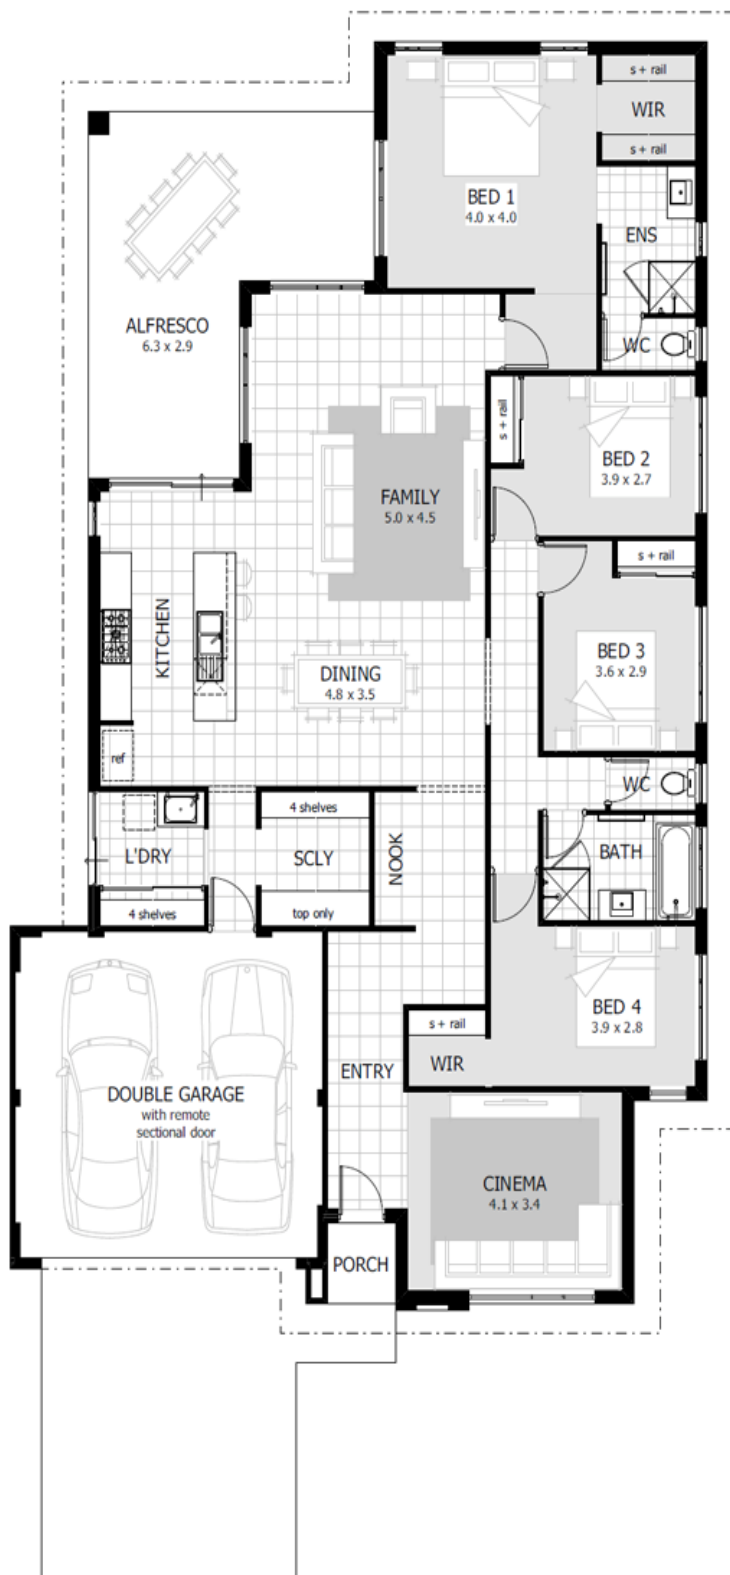 s + rail
WIR
s + rail
BED 1
4.0 x 4.0
ENS
ALFRESCO
6.3 x 2.9
WC
s + rail
BED 2
3.9 x 2.7
FAMILY
5.0 x 4.5
s + rail
KITCHEN
BED 3
3.6 x 2.9
DINING
4.8 x 3.5
ref
WC
4 shelves
L'DRY
SCLY
NOOK
BATH
4 shelves
top only
BED 4
3.9 x 2.8
s + rail
WIR
ENTRY
DOUBLE GARAGE
with remote
sectional door
CINEMA
4.1 x 3.4
PORCH